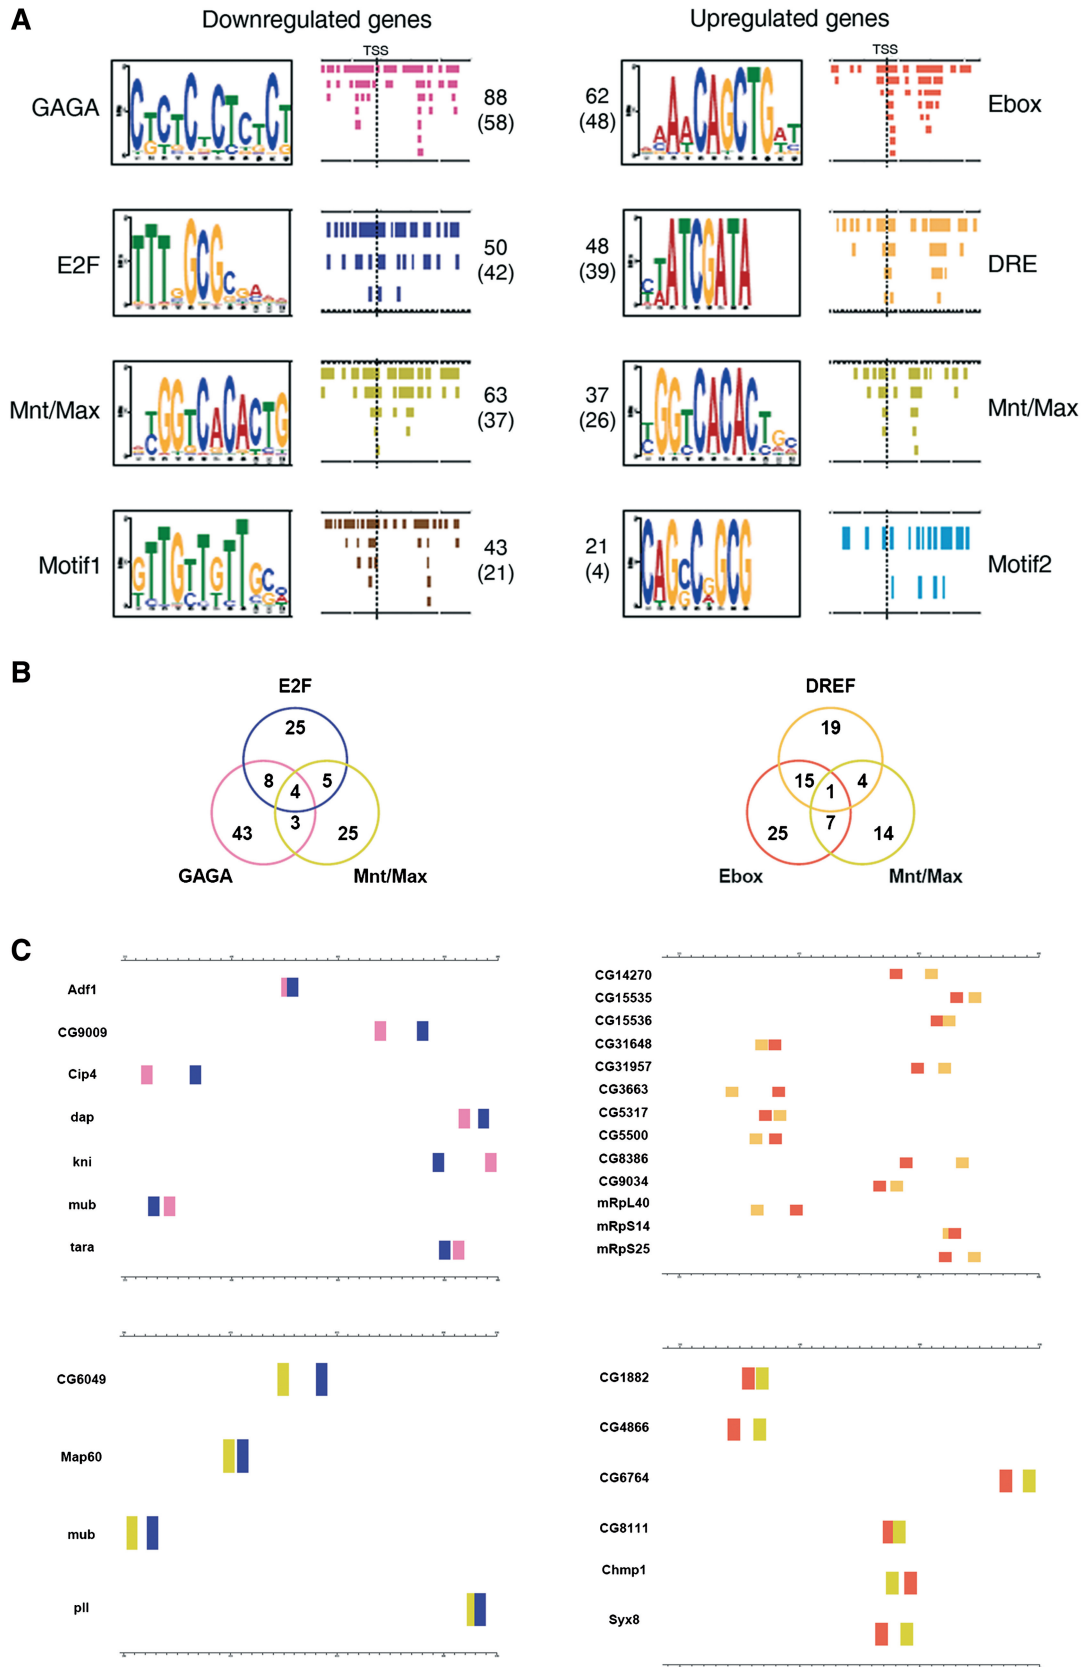 A
Downregulated genes
Upregulated genes
TSS
TSS
GAGA
88
(58)
62
(48)
Ebox
E2F
50
(42)
48
(39)
DRE
Mnt/Max
63
(37)
37
(26)
Mnt/Max
Motif1
43
(21)
21
(4)
Motif2
B
E2F
25
8
4
5
43
3
25
GAGA
Mnt/Max
DREF
19
15
1
4
25
7
14
Ebox
Mnt/Max
C
Adf1
CG9009
Cip4
dap
kni
mub
tara
CG14270
CG15535
CG15536
CG31648
CG31957
CG3663
CG5317
CG5500
CG8386
CG9034
mRpL40
mRpS14
mRpS25
CG6049
Map60
mub
pll
CG1882
CG4866
CG6764
CG8111
Chmp1
Syx8